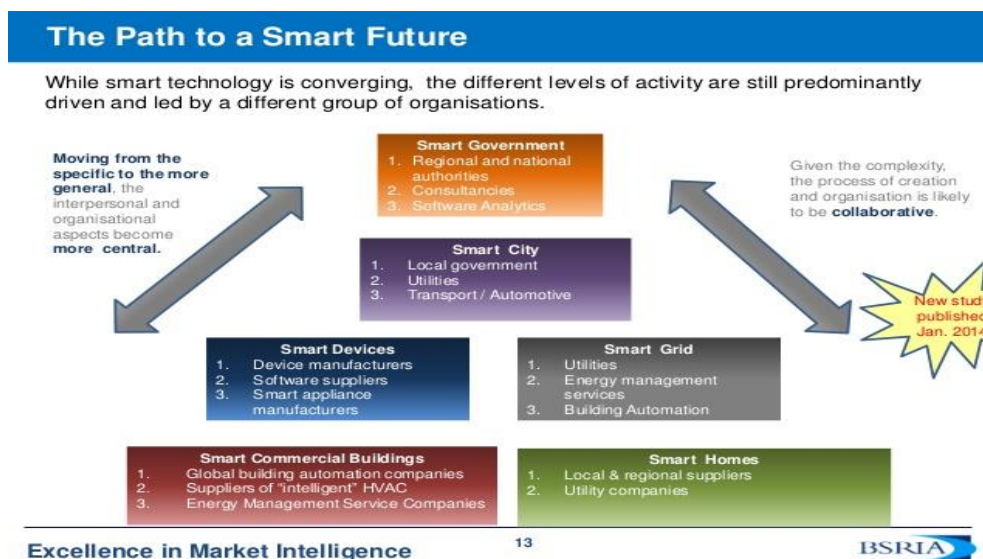 The Path to a Smart Future
While smart technology is converging, the different levels of activity are still predominantly
driven and led by a different group of organisations.
Moving from the
specific to the more
general, the
interpersonal and
organisational
aspects become
more central.
Smart Government
1. Regional and national
authorities
2. Consultancies
3. Software Analytics
Given the complexity,
the process of creation
and organisation is likely
to be collaborative.
Smart City
1. Local government
2. Utilities
3. Transport / Automotive
New study
published
Jan. 2014
Smart Devices
1. Device manufacturers
2. Software suppliers
3. Smart appliance
manufacturers
Smart Grid
1. Utilities
2. Energy management
services
3. Building Automation
Smart Commercial Buildings
1. Global building automation companies
2. Suppliers of "intelligent" HVAC
3. Energy Management Service Companies
Smart Homes
1. Local & regional suppliers
2. Utility companies
Excellence in Market Intelligence
13
BSRIA